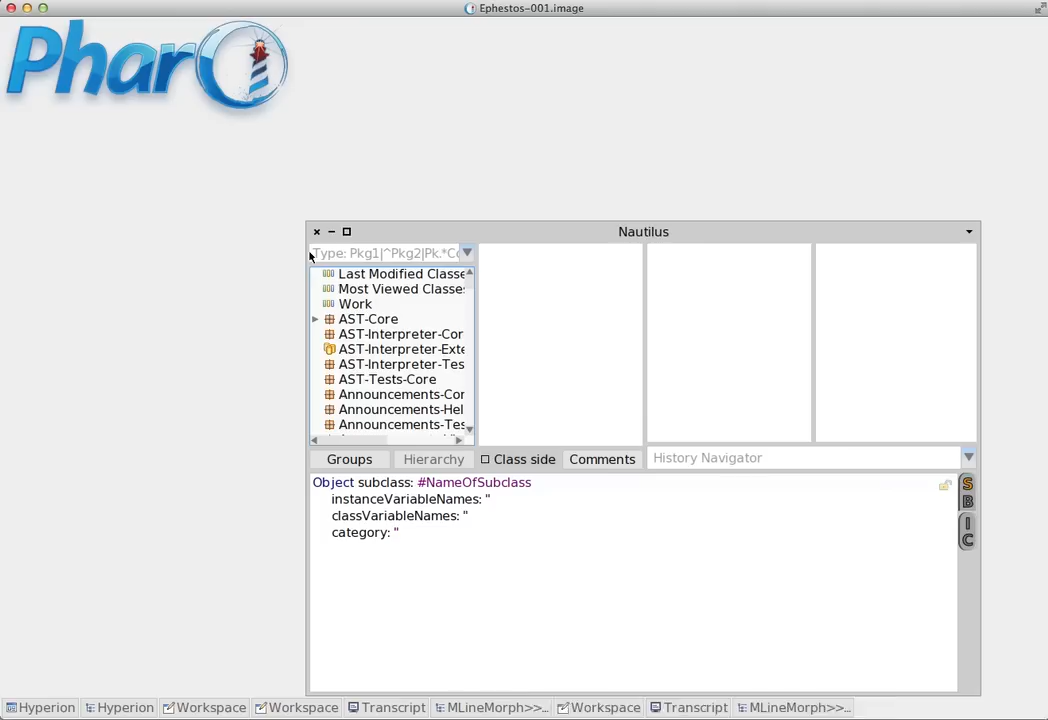 Ephestos-001.image
Pharo
Nautilus
Type: Pkg1|^Pkg2|Pk.*Co
Last Modified Classe
Most Viewed Classes
Work
AST-Core
AST-Interpreter-Cor
AST-Interpreter-Exte
AST-Interpreter-Tes
AST-Tests-Core
Announcements-Cor
Announcements-Hel
Announcements-Tes
Groups
Hierarchy
Class side
Comments
History Navigator
Object subclass: #NameOfSubclass
instanceVariableNames: ''
classVariableNames: ''
category: ''
S
B
I
C
Hyperion
Hyperion
Workspace
Workspace
Transcript
MLineMorph>>...
Workspace
Transcript
MLineMorph>>...